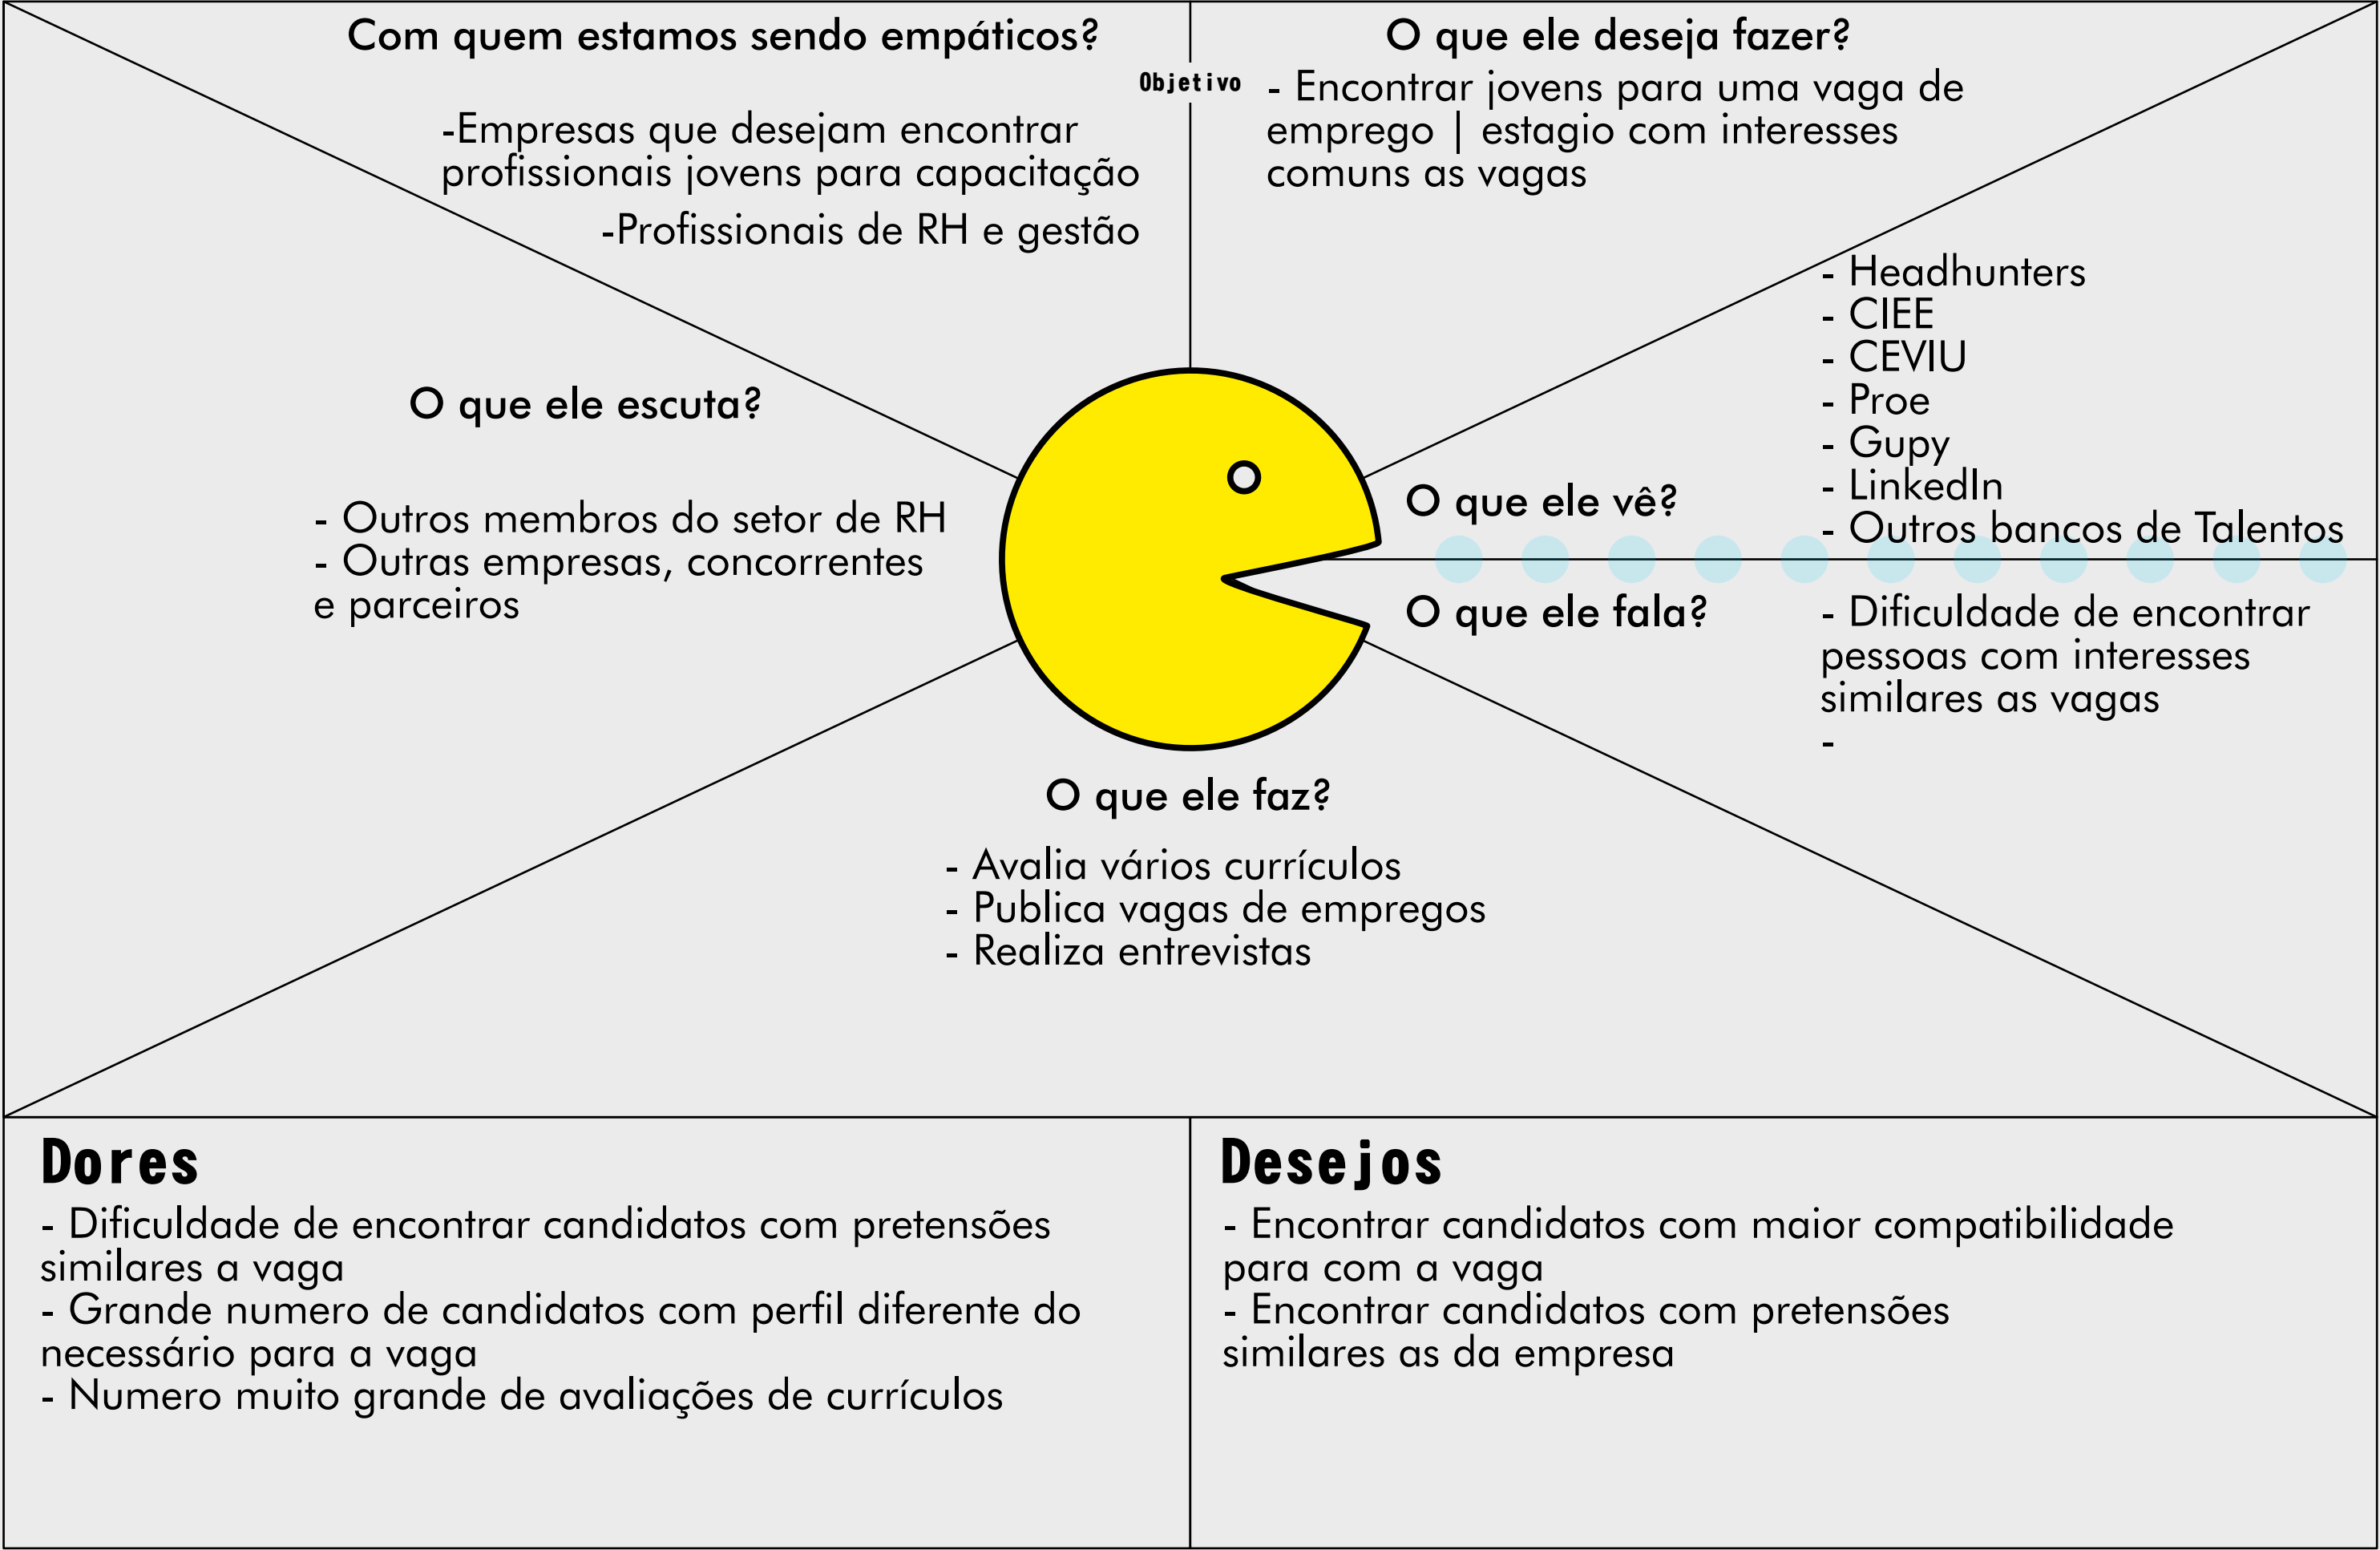 Com quem estamos sendo empáticos?
-Empresas que desejam encontrar
profissionais jovens para capacitação
-Profissionais de RH e gestão
Objetivo
O que ele deseja fazer?
- Encontrar jovens para uma vaga de
emprego | estagio com interesses
comuns as vagas
O que ele escuta?
- Outros membros do setor de RH
- Outras empresas, concorrentes
e parceiros
O que ele vê?
- Headhunters
- CIEE
- CEVIU
- Proe
- Gupy
- LinkedIn
- Outros bancos de Talentos
O que ele fala?
- Dificuldade de encontrar
pessoas com interesses
similares as vagas
-
O que ele faz?
- Avalia vários currículos
- Publica vagas de empregos
- Realiza entrevistas
Dores
- Dificuldade de encontrar candidatos com pretensões
similares a vaga
- Grande numero de candidatos com perfil diferente do
necessário para a vaga
- Numero muito grande de avaliações de currículos
Desejos
- Encontrar candidatos com maior compatibilidade
para com a vaga
- Encontrar candidatos com pretensões
similares as da empresa